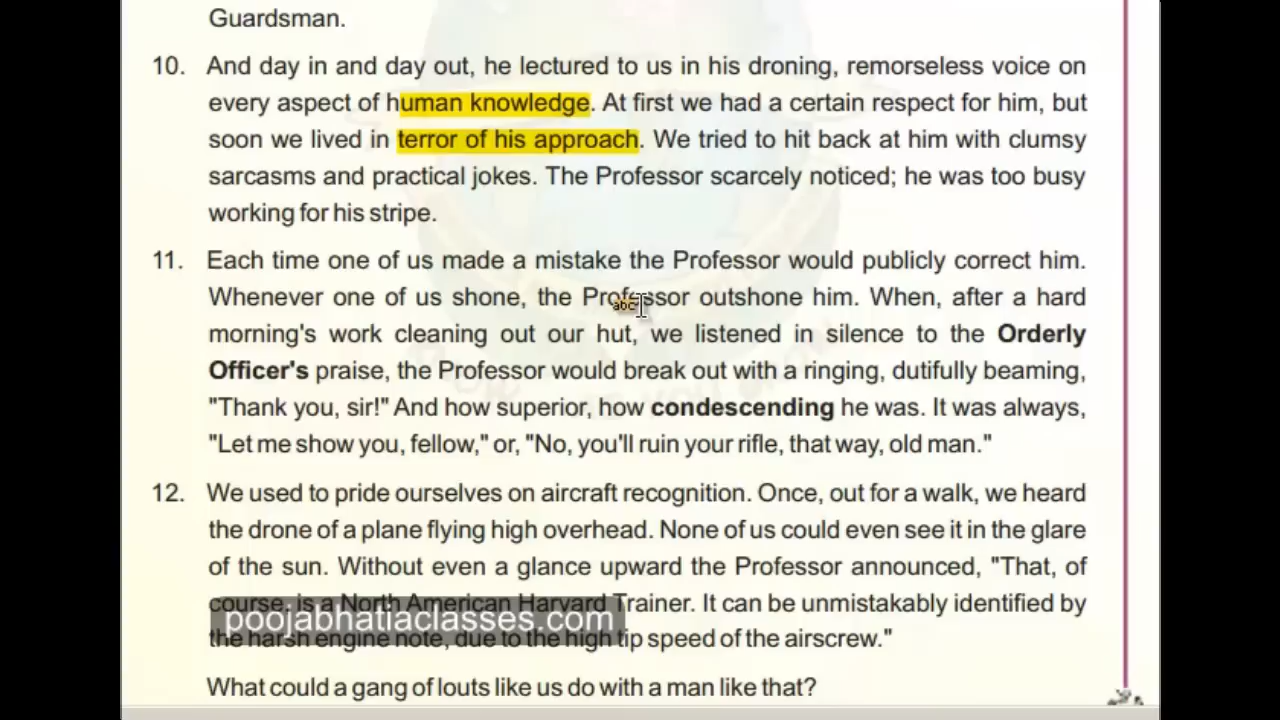 Guardsman.
10. And day in and day out, he lectured to us in his droning, remorseless voice on
every aspect of human knowledge. At first we had a certain respect for him, but
soon we lived in terror of his approach. We tried to hit back at him with clumsy
sarcasms and practical jokes. The Professor scarcely noticed; he was too busy
working for his stripe.
11. Each time one of us made a mistake the Professor would publicly correct him.
Whenever one of us shone, the Professor outshone him. When, after a hard
abc
morning's work cleaning out our hut, we listened in silence to the Orderly
Officer's praise, the Professor would break out with a ringing, dutifully beaming,
"Thank you, sir!" And how superior, how condescending he was. It was always,
"Let me show you, fellow," or, "No, you'll ruin your rifle, that way, old man."
12. We used to pride ourselves on aircraft recognition. Once, out for a walk, we heard
the drone of a plane flying high overhead. None of us could even see it in the glare
of the sun. Without even a glance upward the Professor announced, "That, of
course, is a North American Harvard Trainer. It can be unmistakably identified by
poojabhatiaclasses.com
the harsh engine note, due to the high tip speed of the airscrew."
What could a gang of louts like us do with a man like that?